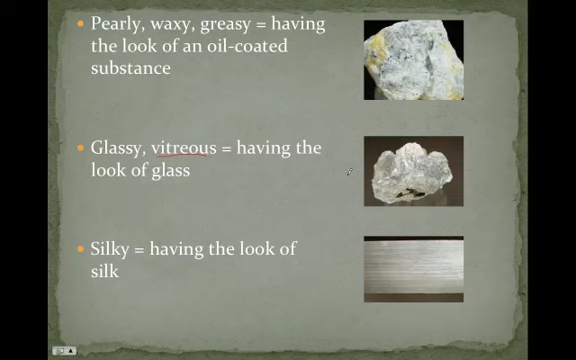 Pearly, waxy, greasy = having
the look of an oil-coated
substance
Glassy, vitreous = having the
look of glass
Silky = having the look of
silk